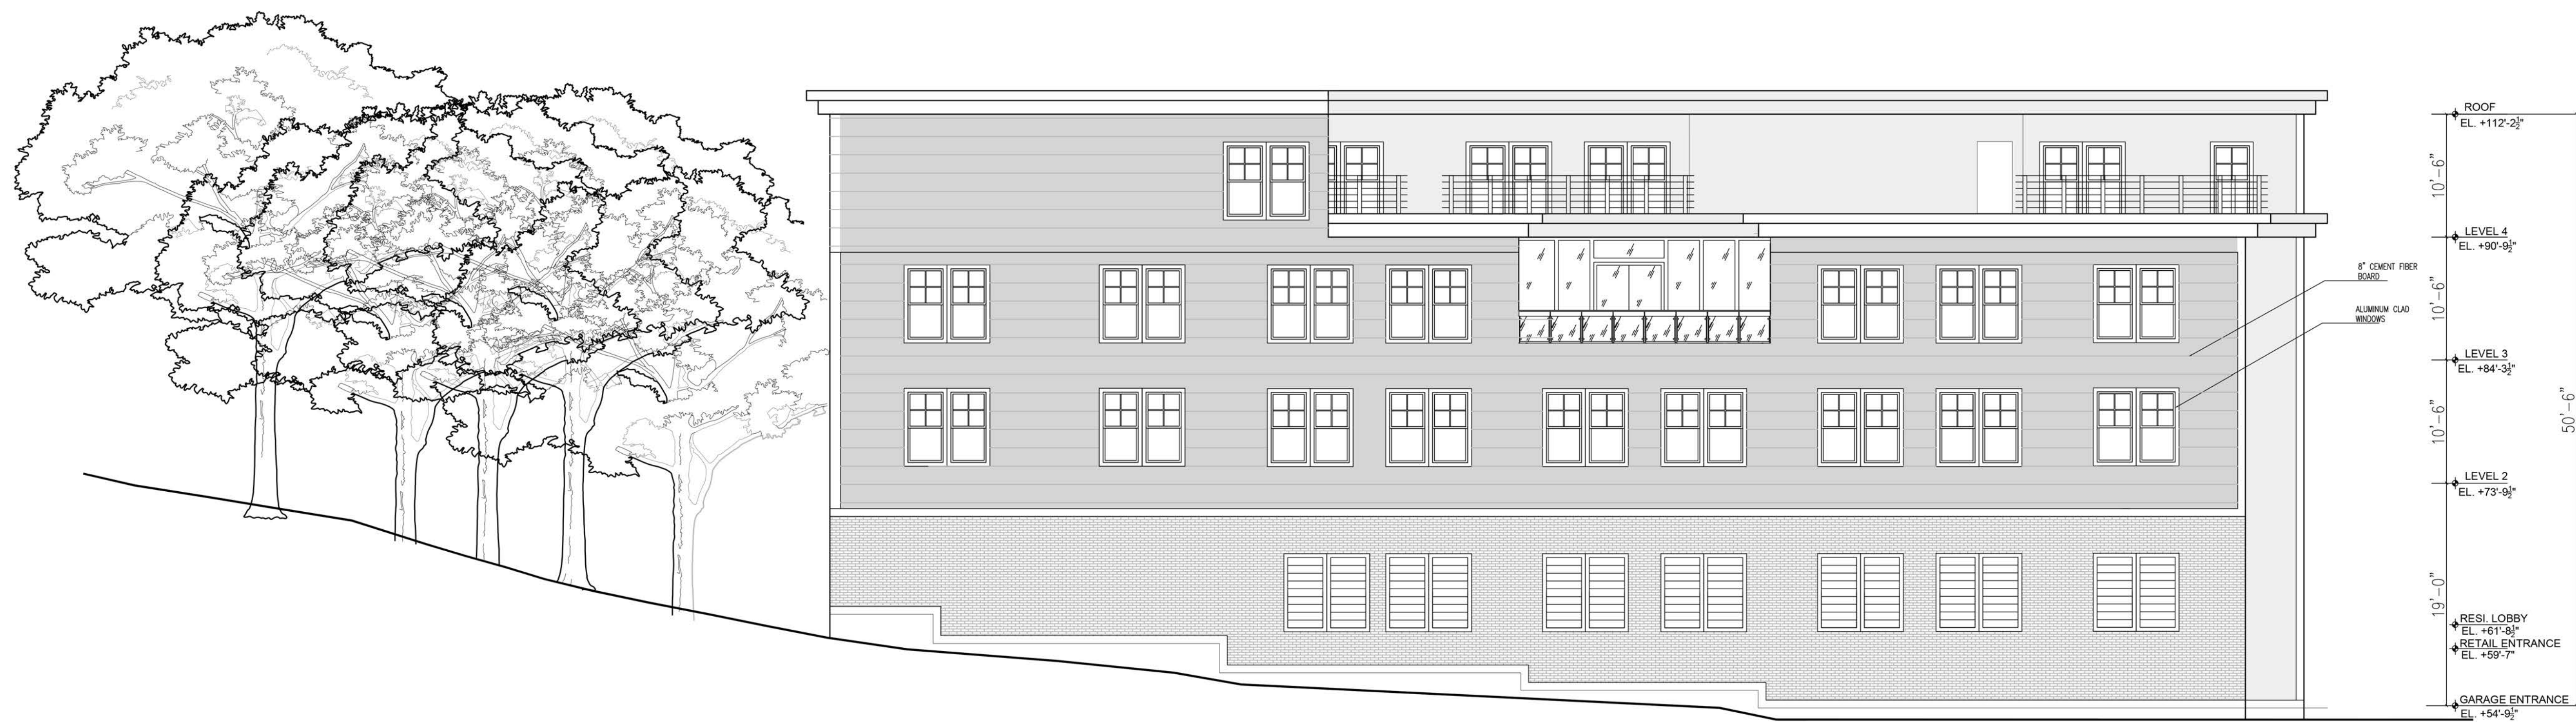 ROOF
EL. +112'-2½"
10'-6"
LEVEL 4
EL. +90'-9½"
8" CEMENT FIBER
BOARD
10'-6"
ALUMINUM CLAD
WINDOWS
LEVEL 3
EL. +84'-3½"
50'-6"
10'-6"
LEVEL 2
EL. +73'-9½"
19'-0"
RESI. LOBBY
EL. +61'-8½"
RETAIL ENTRANCE
EL. +59'-7"
GARAGE ENTRANCE
EL. +54'-9½"